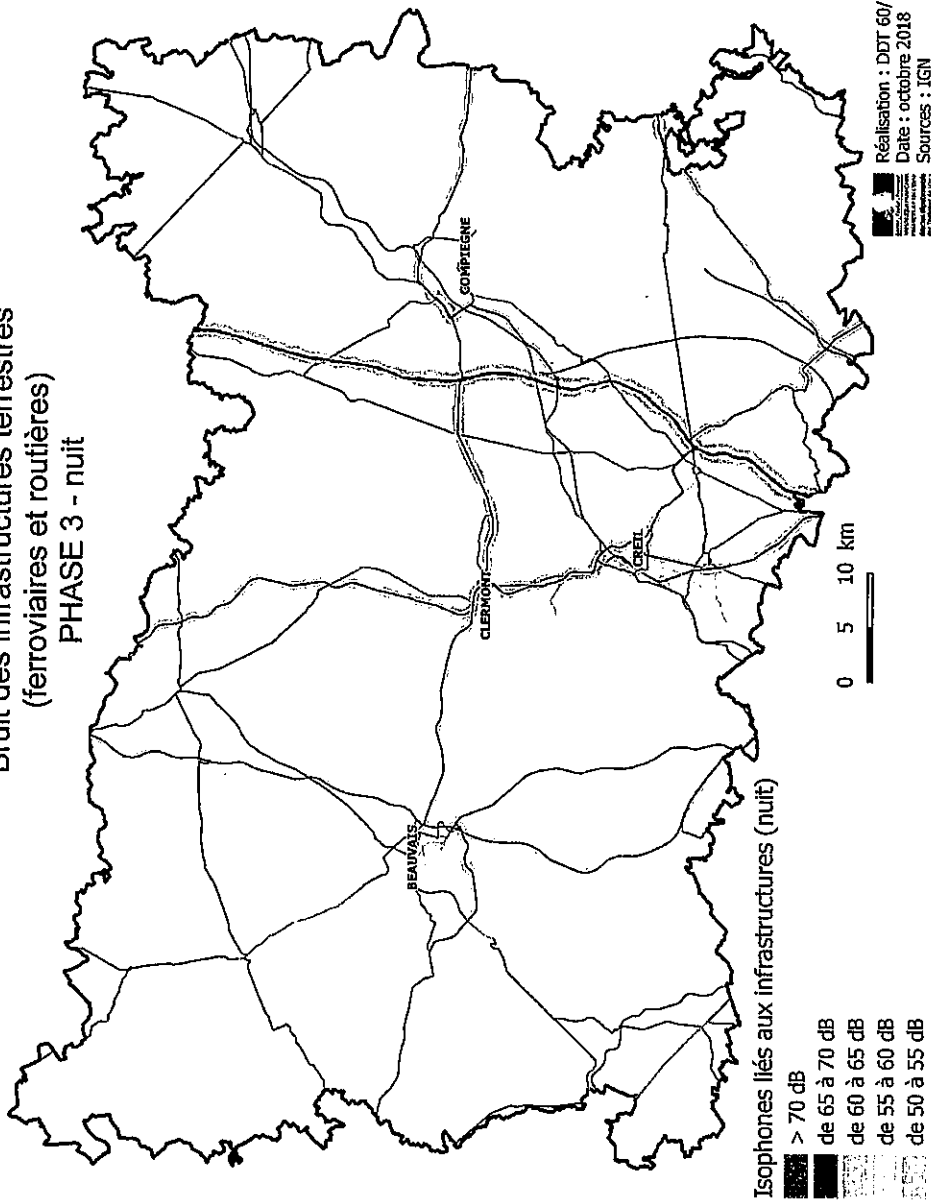 Bruit des infrastructures terrestres
(ferroviaires et routières)
PHASE 3 - nuit
COMPIEGNE
CLERMONT
CREIL
BEAUVAIS
0 5 10 km
Isophones liés aux infrastructures (nuit)
> 70 dB
de 65 à 70 dB
de 60 à 65 dB
de 55 à 60 dB
de 50 à 55 dB
Réalisation : DDT 60/
Date : octobre 2018
Sources : IGN